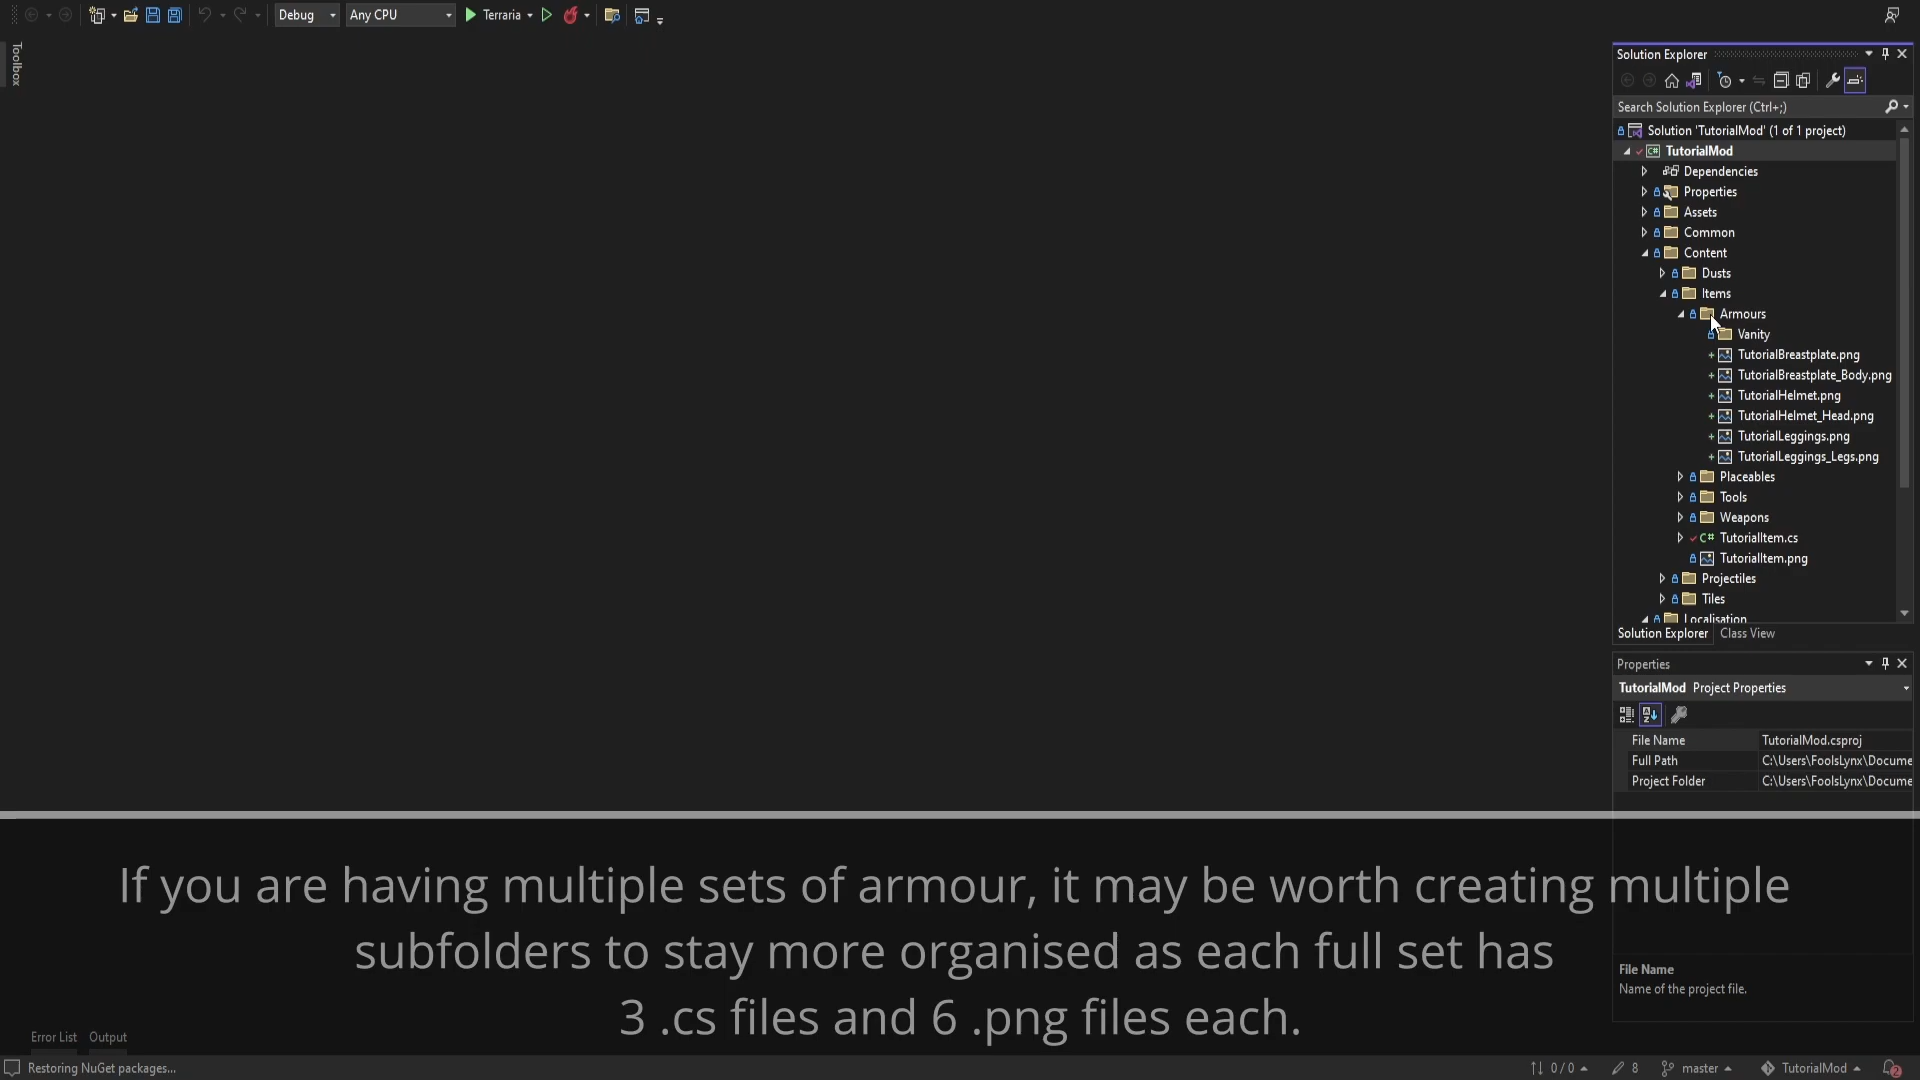 Debug
Any CPU
Terraria
Toolbox
Solution Explorer
Search Solution Explorer (Ctrl+;)
Solution 'TutorialMod' (1 of 1 project)
C# TutorialMod
Dependencies
Properties
Assets
Common
Content
Dusts
Items
Armours
Vanity
TutorialBreastplate.png
TutorialBreastplate_Body.png
TutorialHelmet.png
TutorialHelmet_Head.png
TutorialLeggings.png
TutorialLeggings_Legs.png
Placeables
Tools
Weapons
C# TutorialItem.cs
TutorialItem.png
Projectiles
Tiles
Localisation
Solution Explorer Class View
Properties
TutorialMod Project Properties
File Name TutorialMod.csproj
Full Path C:\Users\FoolsLynx\Docume
Project Folder C:\Users\FoolsLynx\Docume
If you are having multiple sets of armour, it may be worth creating multiple
subfolders to stay more organised as each full set has
3 .cs files and 6 .png files each.
File Name
Name of the project file.
Error List Output
Restoring NuGet packages...
0 / 0
8
master
TutorialMod
2